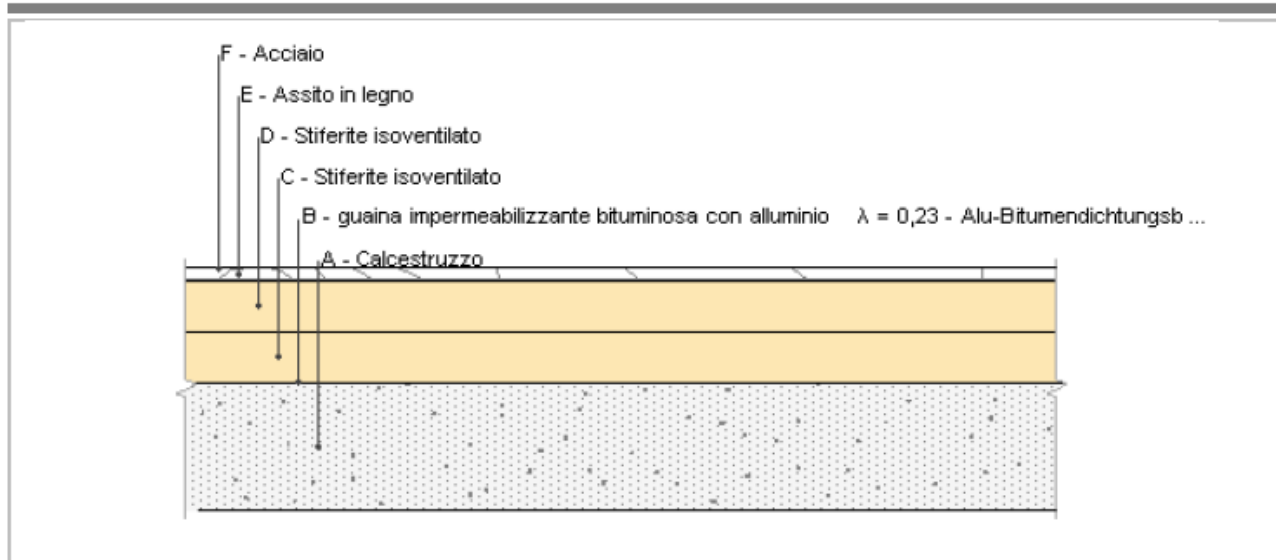 F - Acciaio
E - Assito in legno
D - Stiferite isoventilato
C - Stiferite isoventilato
B - guaina impermeabilizzante bituminosa con alluminio λ = 0,23 - Alu-Bitumendichtungsb ...
A - Calcestruzzo